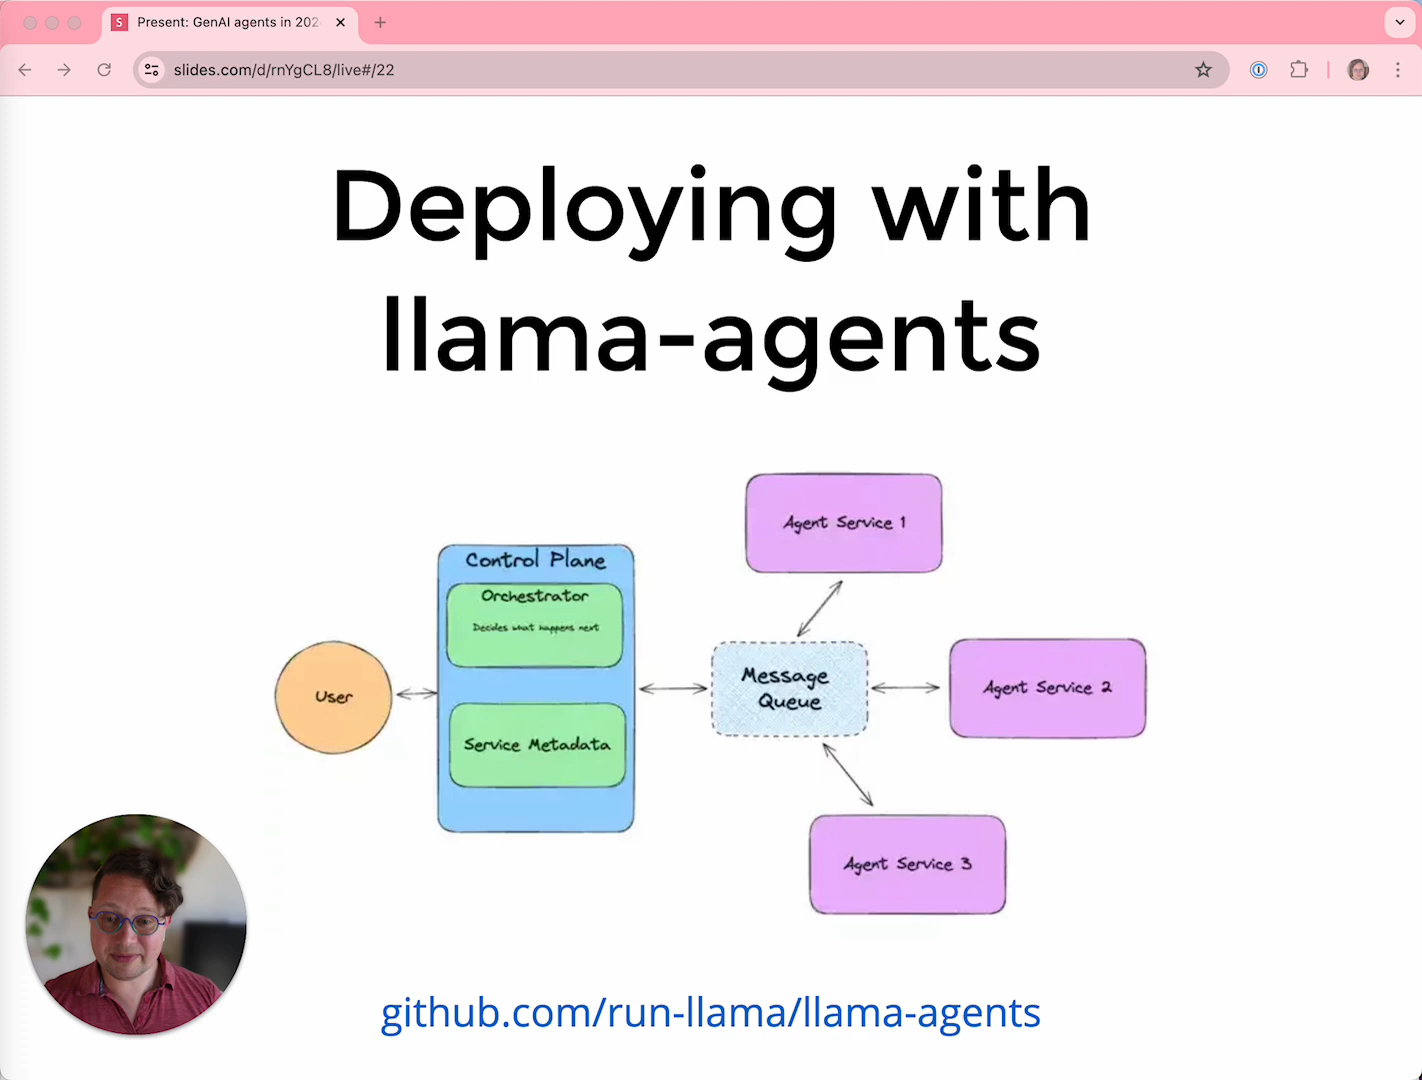 Present: GenAI agents in 202
slides.com/d/rnYgCL8/live#/22
Deploying with
llama-agents
Agent Service 1
Control Plane
Orchestrator
Decides what happens next
User
Message
Queue
Agent Service 2
Service Metadata
Agent Service 3
github.com/run-llama/llama-agents